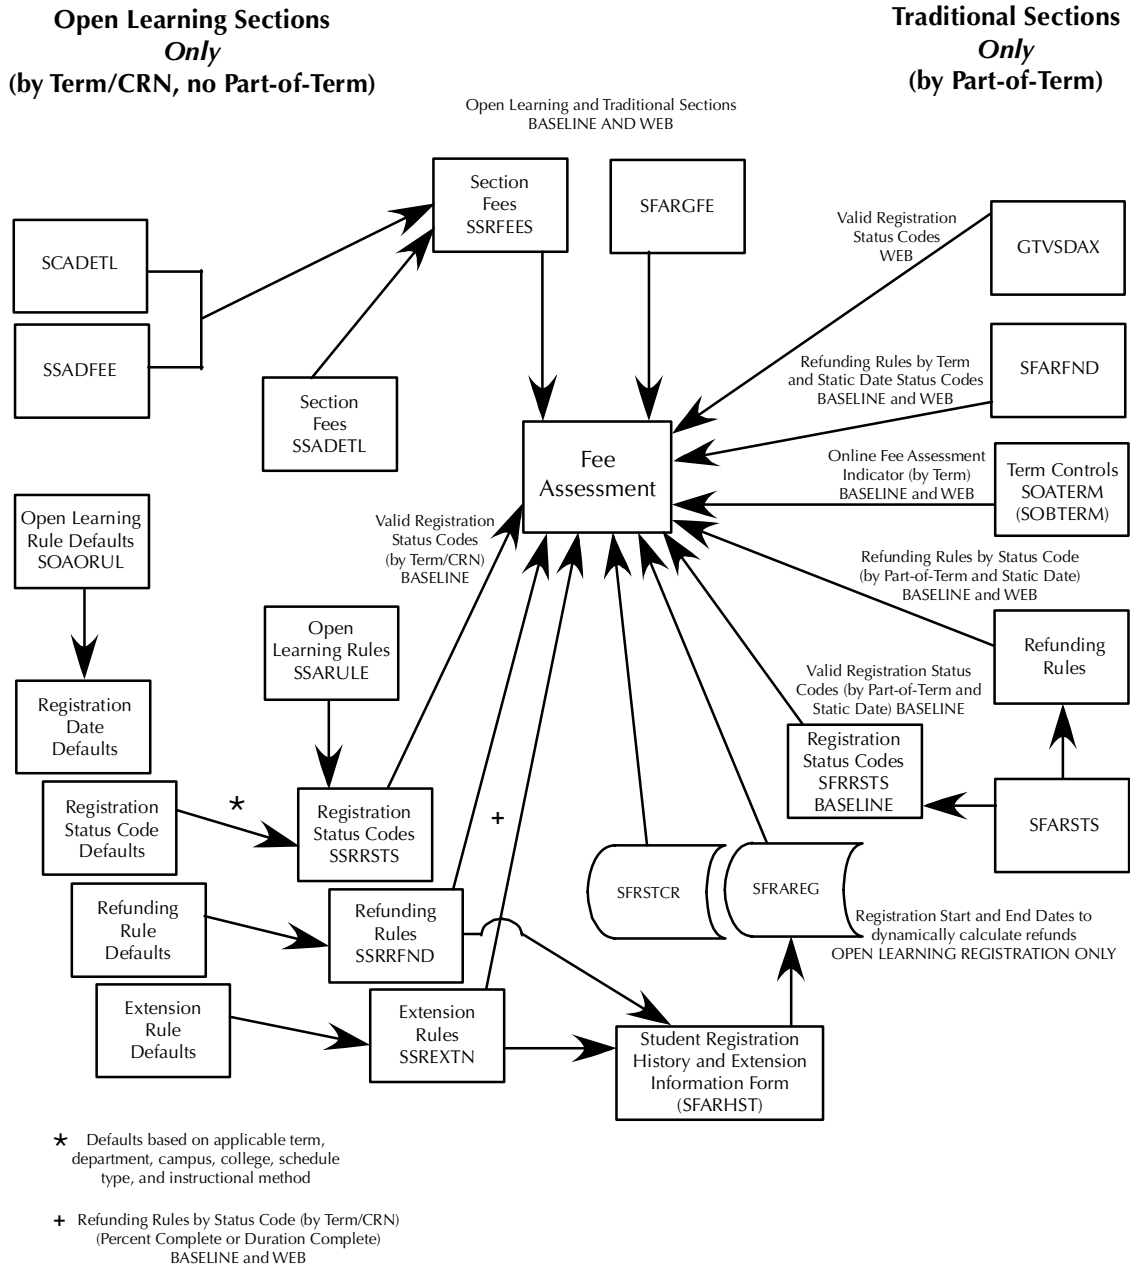 Open Learning Sections
Only
(by Term/CRN, no Part-of-Term)
Traditional Sections
Only
(by Part-of-Term)
Open Learning and Traditional Sections
BASELINE AND WEB
Section
Fees
SSRFEES
SFARGFE
Valid Registration
Status Codes
WEB
GTVSDAX
SCADETL
SSADFEE
Section
Fees
SSADETL
Refunding Rules by Term
and Static Date Status Codes
BASELINE and WEB
SFARFND
Fee
Assessment
Online Fee Assessment
Indicator (by Term)
BASELINE and WEB
Term Controls
SOATERM
(SOBTERM)
Open Learning
Rule Defaults
SOAORUL
Valid Registration
Status Codes
(by Term/CRN)
BASELINE
Refunding Rules by Status Code
(by Part-of-Term and Static Date)
BASELINE and WEB
Open
Learning Rules
SSARULE
Refunding
Rules
Registration
Date
Defaults
Valid Registration Status
Codes (by Part-of-Term and
Static Date) BASELINE
Registration
Status Codes
SFRRSTS
BASELINE
SFARSTS
Registration
Status Code
Defaults
*
Registration
Status Codes
SSRRSTS
+
SFRSTCR
SFRAREG
Refunding
Rule
Defaults
Refunding
Rules
SSRRFND
Registration Start and End Dates to
dynamically calculate refunds
OPEN LEARNING REGISTRATION ONLY
Extension
Rule
Defaults
Extension
Rules
SSREXTN
Student Registration
History and Extension
Information Form
(SFARHST)
* Defaults based on applicable term,
department, campus, college, schedule
type, and instructional method
+ Refunding Rules by Status Code (by Term/CRN)
(Percent Complete or Duration Complete)
BASELINE and WEB